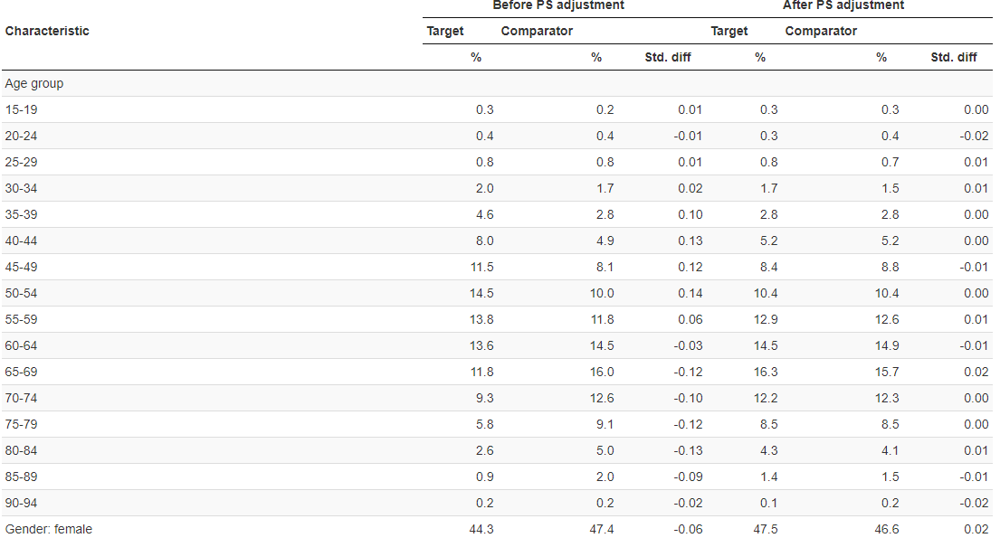 Before PS adjustment After PS adjustment
Characteristic Target Comparator Target Comparator
% % Std. diff % % Std. diff
Age group
15-19 0.3 0.2 0.01 0.3 0.3 0.00
20-24 0.4 0.4 -0.01 0.3 0.4 -0.02
25-29 0.8 0.8 0.01 0.8 0.7 0.01
30-34 2.0 1.7 0.02 1.7 1.5 0.01
35-39 4.6 2.8 0.10 2.8 2.8 0.00
40-44 8.0 4.9 0.13 5.2 5.2 0.00
45-49 11.5 8.1 0.12 8.4 8.8 -0.01
50-54 14.5 10.0 0.14 10.4 10.4 0.00
55-59 13.8 11.8 0.06 12.9 12.6 0.01
60-64 13.6 14.5 -0.03 14.5 14.9 -0.01
65-69 11.8 16.0 -0.12 16.3 15.7 0.02
70-74 9.3 12.6 -0.10 12.2 12.3 0.00
75-79 5.8 9.1 -0.12 8.5 8.5 0.00
80-84 2.6 5.0 -0.13 4.3 4.1 0.01
85-89 0.9 2.0 -0.09 1.4 1.5 -0.01
90-94 0.2 0.2 -0.02 0.1 0.2 -0.02
Gender: female 44.3 47.4 -0.06 47.5 46.6 0.02